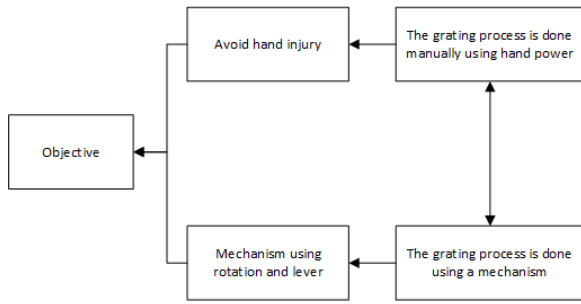 Avoid hand injury
The grating process is done
manually using hand power
Objective
Mechanism using
rotation and lever
The grating process is done
using a mechanism